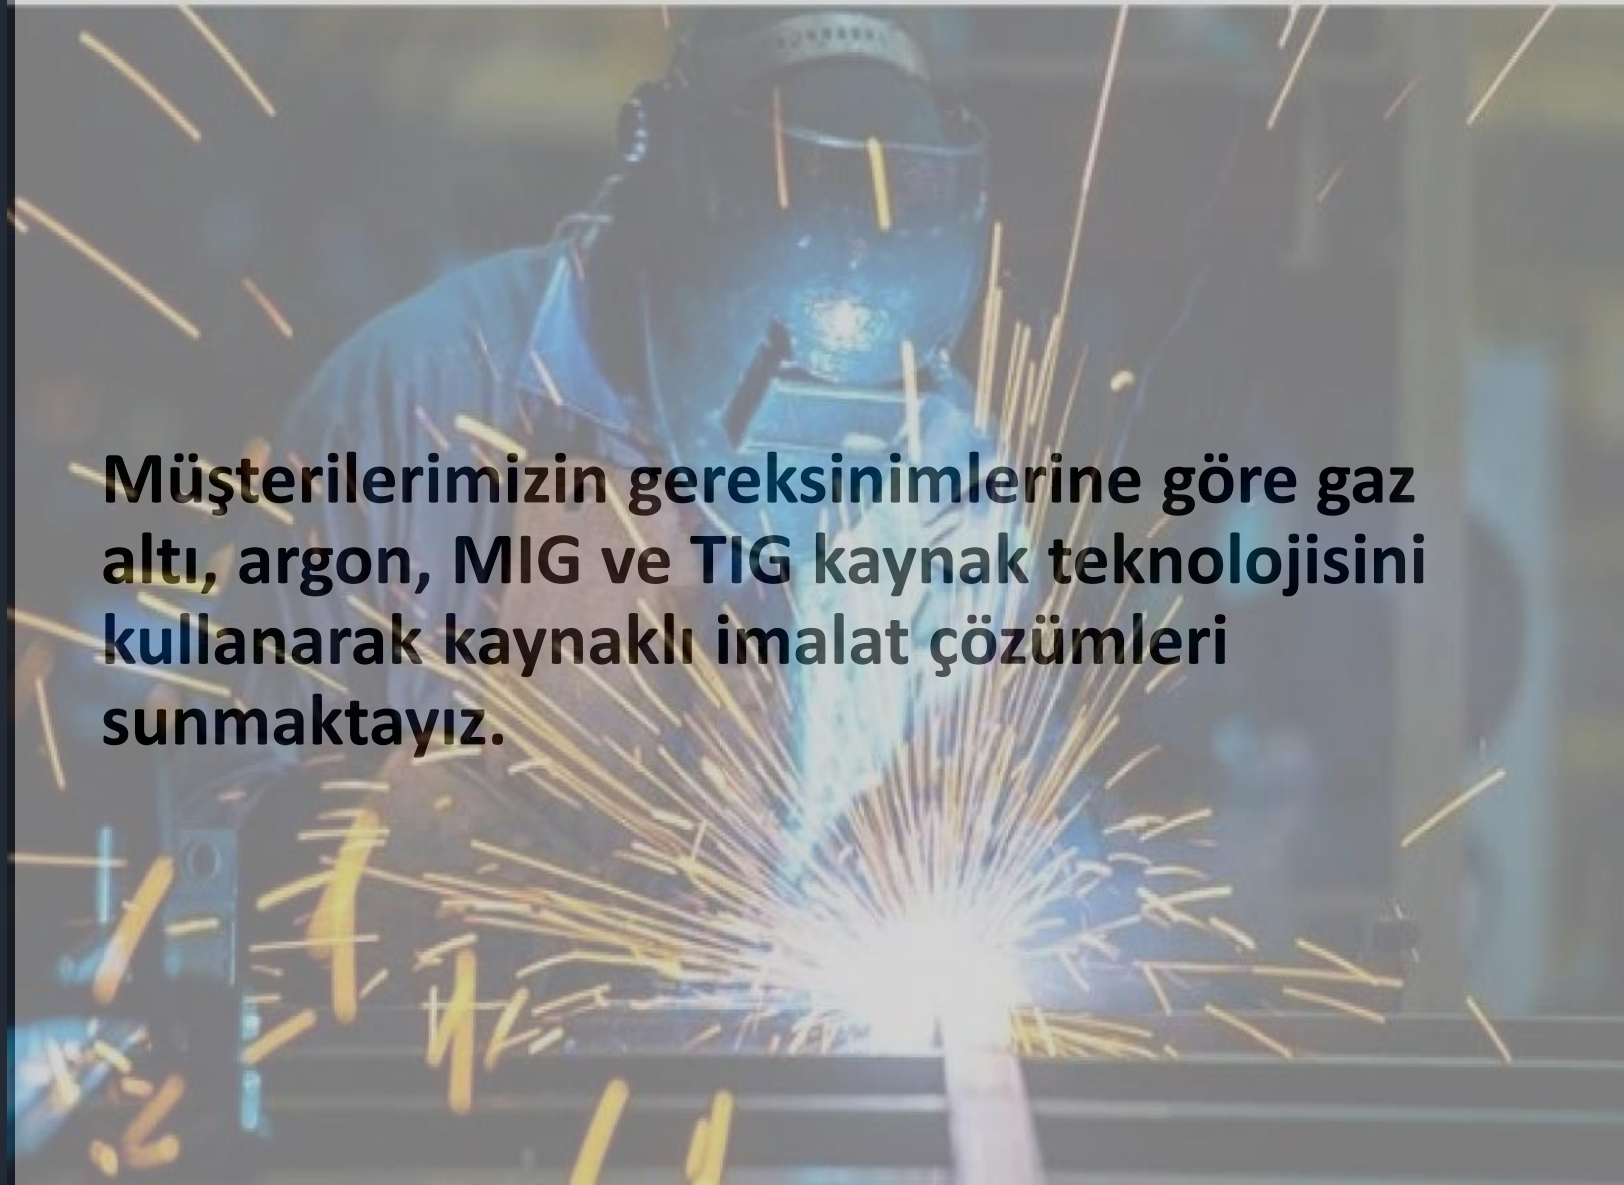 Müşterilerimizin gereksinimlerine göre gaz
altı, argon, MIG ve TIG kaynak teknolojisini
kullanarak kaynaklı imalat çözümleri
sunmaktayız.